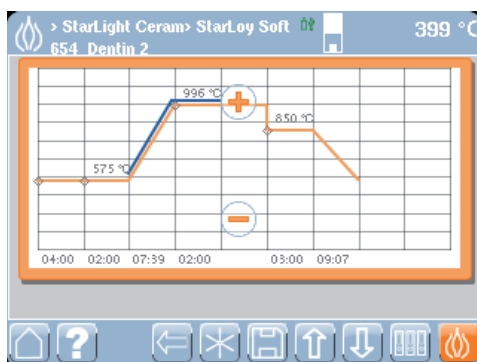 > StarLight Ceram> StarLoy Soft
399 °C
654 Dentin 2
996 °C
850 °C
575 °C
04:00 02:00 07:39 02:00 03:00 09:07
?